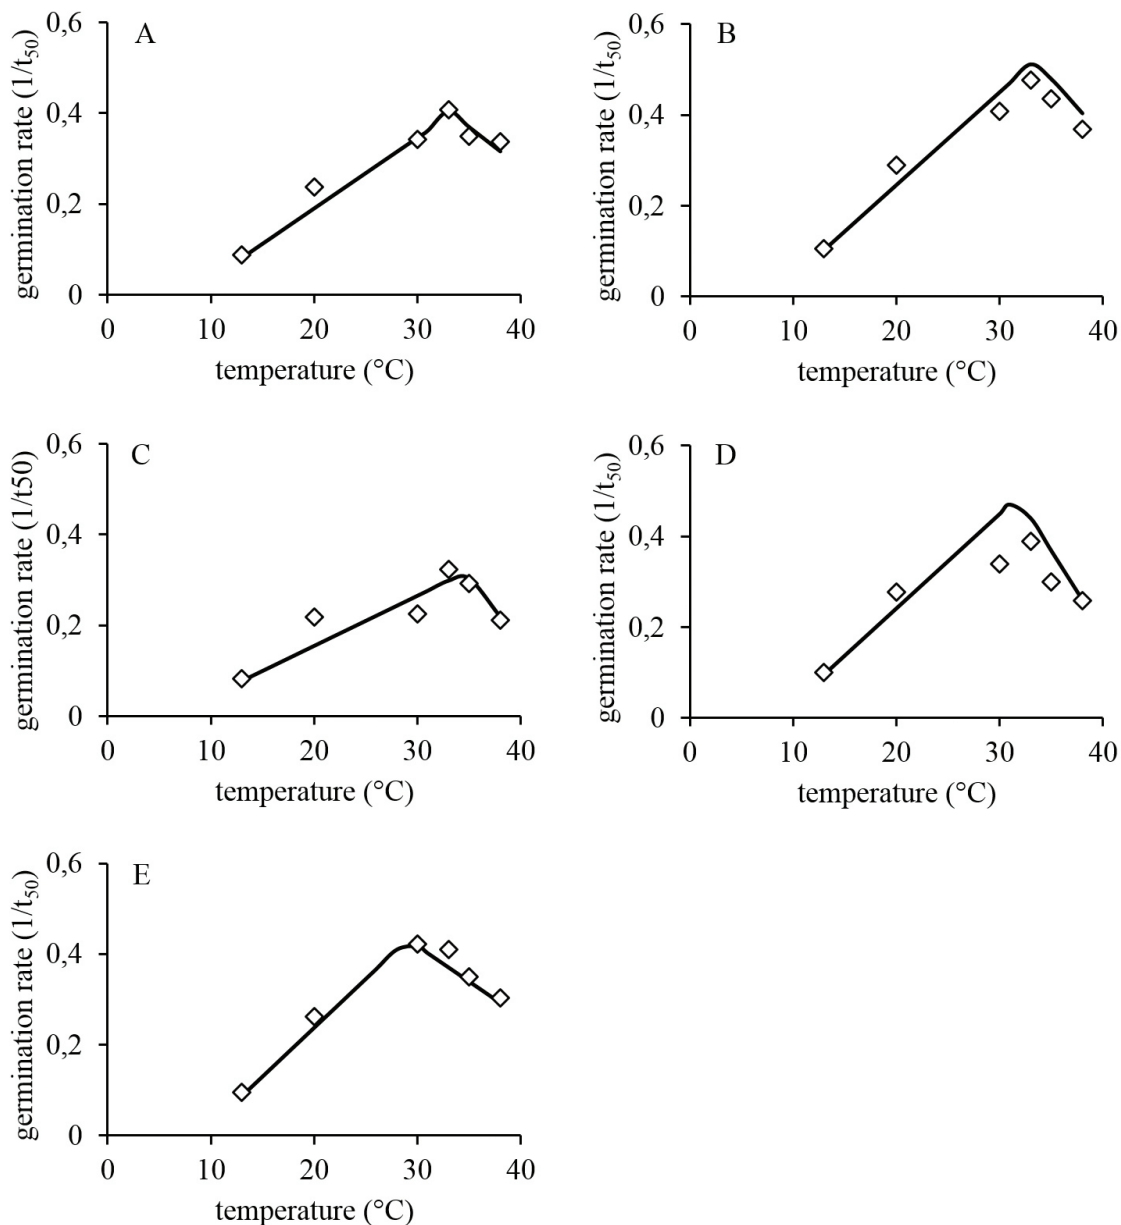 A
germination rate (1/t₅₀)
0,6
0,4
0,2
0
0 10 20 30 40
temperature (°C)
B
germination rate (1/t₅₀)
0,6
0,4
0,2
0
0 10 20 30 40
temperature (°C)
C
germination rate (1/t50)
0,6
0,4
0,2
0
0 10 20 30 40
temperature (°C)
D
germination rate (1/t₅₀)
0,6
0,4
0,2
0
0 10 20 30 40
temperature (°C)
E
germination rate (1/t₅₀)
0,6
0,4
0,2
0
0 10 20 30 40
temperature (°C)